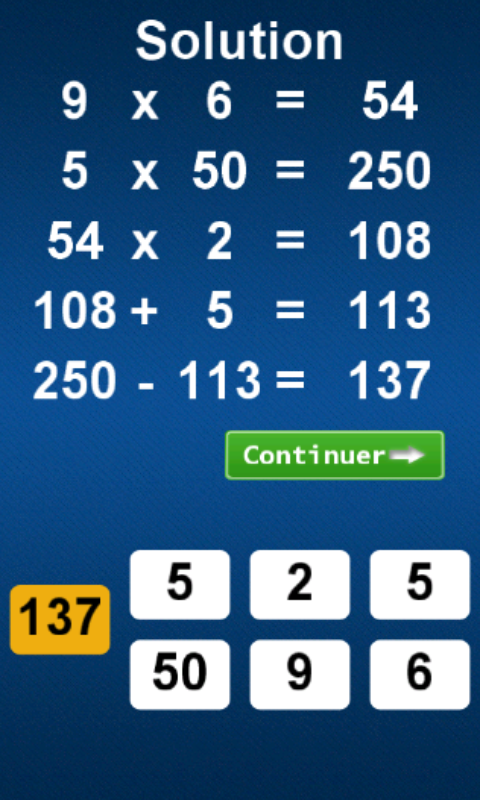 Solution
9 x 6 = 54
5 x 50 = 250
54 x 2 = 108
108 + 5 = 113
250 - 113 = 137
Continuer
5 2 5
137
50 9 6